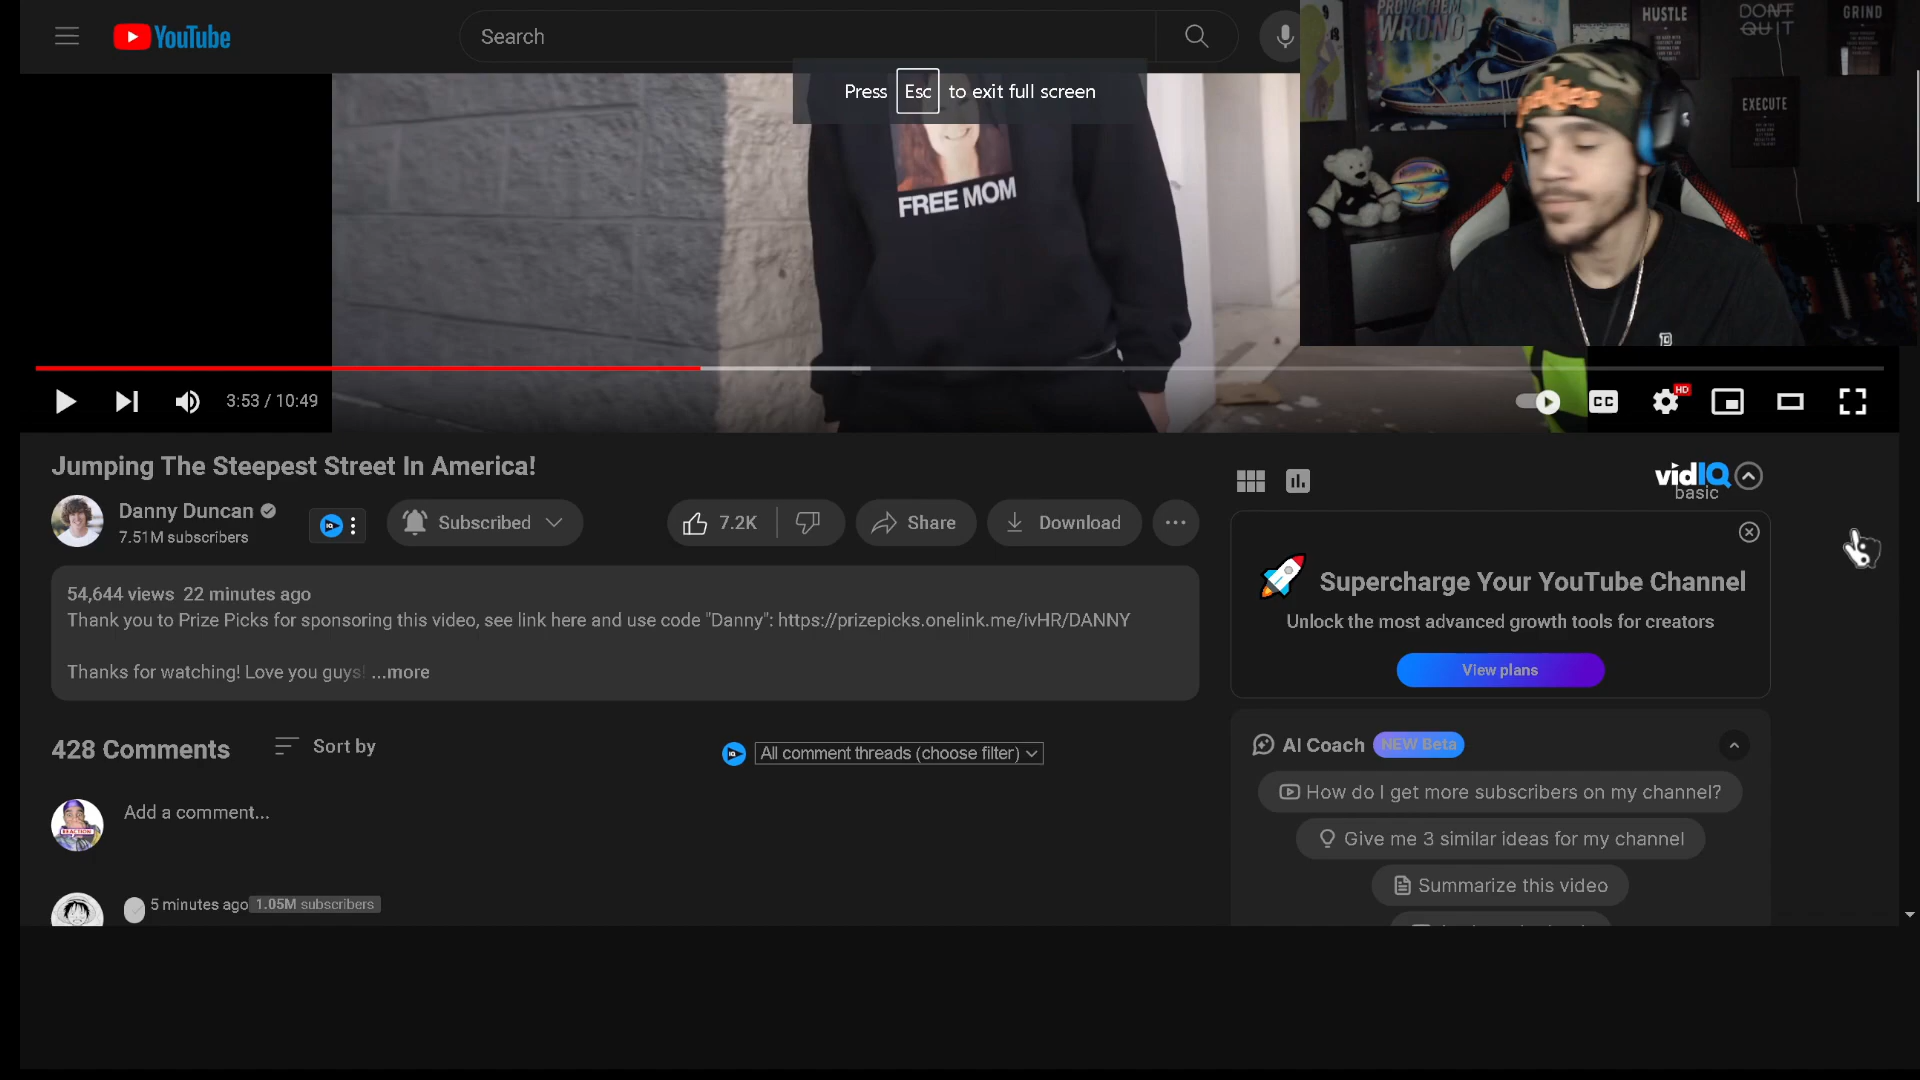 YouTube
Search
Press Esc to exit full screen
PROVE THEM
WRONG
HUSTLE
DON'T
QUIT
GRIND
EXECUTE
FREE MOM
3:53 / 10:49
CC
HD
Jumping The Steepest Street In America!
Danny Duncan
7.51M subscribers
Subscribed
7.2K
Share
Download
vidIQ
basic
54,644 views 22 minutes ago
Thank you to Prize Picks for sponsoring this video, see link here and use code "Danny": https://prizepicks.onelink.me/ivHR/DANNY
Thanks for watching! Love you guys! ...more
Supercharge Your YouTube Channel
Unlock the most advanced growth tools for creators
View plans
428 Comments
Sort by
All comment threads (choose filter)
AI Coach NEW Beta
How do I get more subscribers on my channel?
Give me 3 similar ideas for my channel
Summarize this video
REACTION
Add a comment...
5 minutes ago 1.05M subscribers